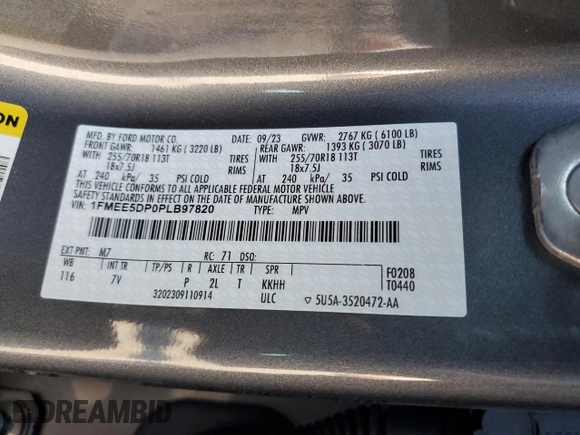 ON
MFD. BY FORD MOTOR CO.
DATE: 09/23 GVWR: 2767 KG ( 6100 LB)
FRONT GAWR: 1461 KG ( 3220 LB) REAR GAWR: 1393 KG ( 3070 LB)
WITH 255/70R18 113T TIRES WITH 255/70R18 113T TIRES
18x7.5J RIMS 18x7.5J RIMS
AT 240 kPa/ 35 PSI COLD AT 240 kPa/ 35 PSI COLD
THIS VEHICLE CONFORMS TO ALL APPLICABLE FEDERAL MOTOR VEHICLE
SAFETY AND THEFT PREVENTION STANDARDS IN EFFECT ON THE DATE OF MANUFACTURE SHOWN ABOVE.
VIN: 1FMEE5DP0PLB97820 TYPE: MPV
EXT PNT: M7 RC: 71 DSO:
WB INT TR TP/PS R AXLE TR SPR F0208
116 7V P 2L T KKHH T0440
3202309110914 ULC ▽5U5A-3520472-AA
DREAMBID